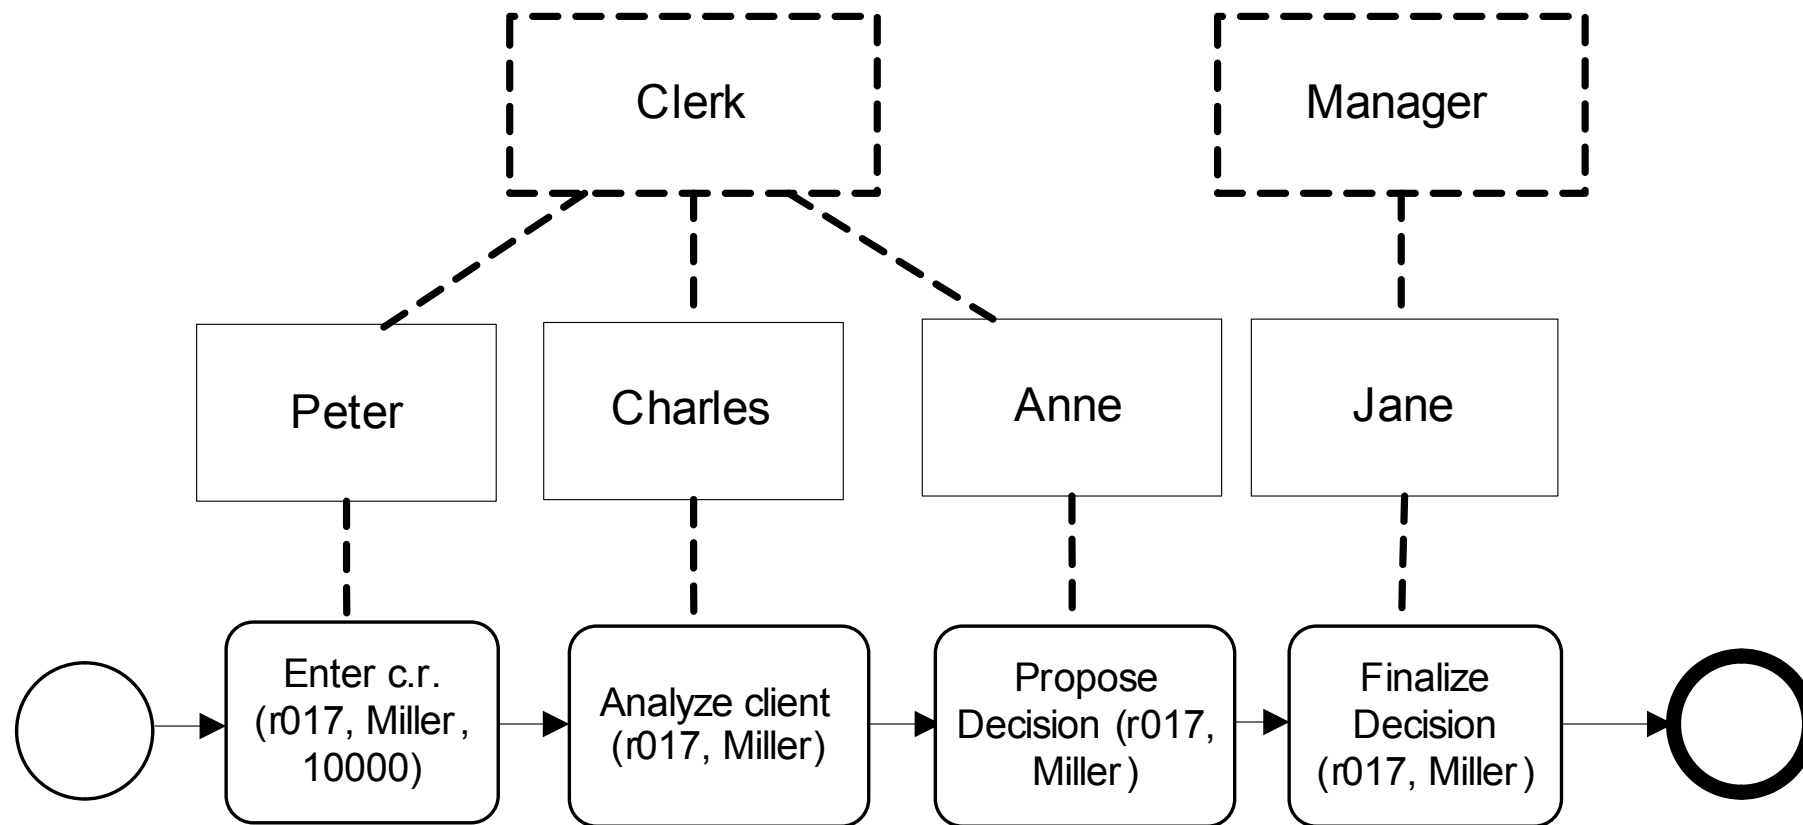 Clerk
Manager
Peter
Charles
Anne
Jane
Enter c.r.
(r017, Miller,
10000)
Analyze client
(r017, Miller)
Propose
Decision (r017,
Miller)
Finalize
Decision
(r017, Miller)